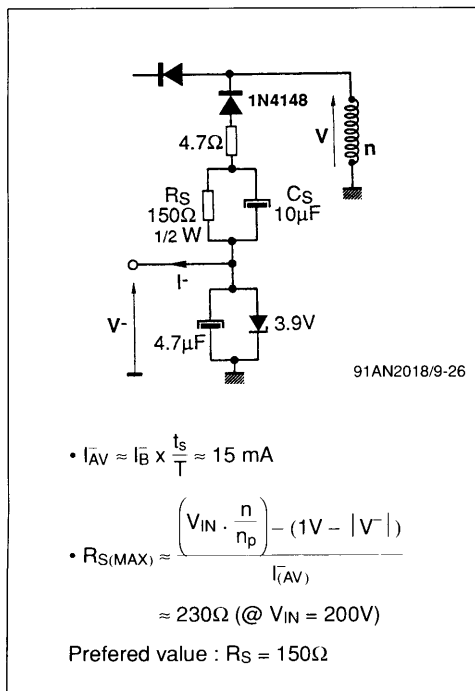 1N4148
4.7Ω
V
n
RS
150Ω
1/2 W
CS
10μF
I-
V-
4.7μF
3.9V
91AN2018/9-26
• I̅AV ≈ I̅B x ts/T ≈ 15 mA
• RS(MAX) ≈ ((VIN . n/np) – (1V – |V⁻|)) / I̅(AV)
≈ 230Ω (@ VIN = 200V)
Prefered value : RS = 150Ω